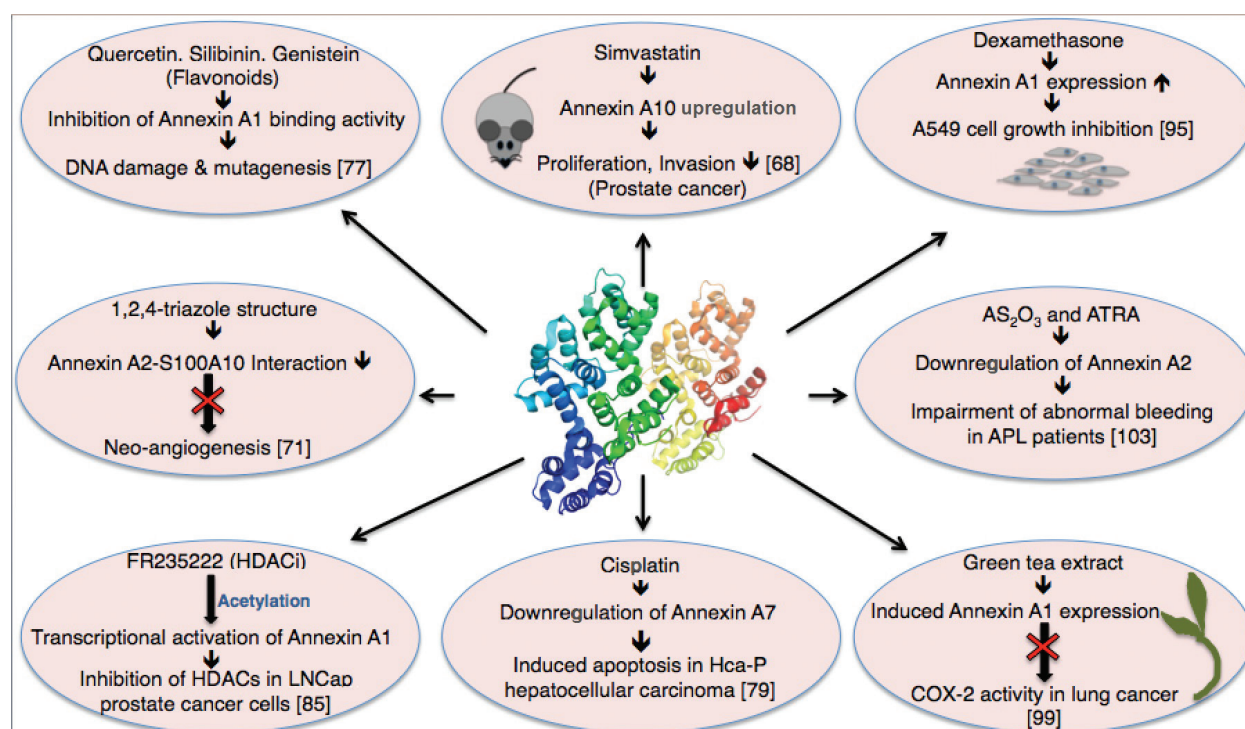 Quercetin. Silibinin. Genistein
(Flavonoids)
Inhibition of Annexin A1 binding activity
DNA damage & mutagenesis [77]
Simvastatin
Annexin A10 upregulation
Proliferation, Invasion ↓ [68]
(Prostate cancer)
Dexamethasone
Annexin A1 expression ↑
A549 cell growth inhibition [95]
1,2,4-triazole structure
Annexin A2-S100A10 Interaction ↓
Neo-angiogenesis [71]
AS₂O₃ and ATRA
Downregulation of Annexin A2
Impairment of abnormal bleeding
in APL patients [103]
FR235222 (HDACi)
Acetylation
Transcriptional activation of Annexin A1
Inhibition of HDACs in LNCap
prostate cancer cells [85]
Cisplatin
Downregulation of Annexin A7
Induced apoptosis in Hca-P
hepatocellular carcinoma [79]
Green tea extract
Induced Annexin A1 expression
COX-2 activity in lung cancer
[99]